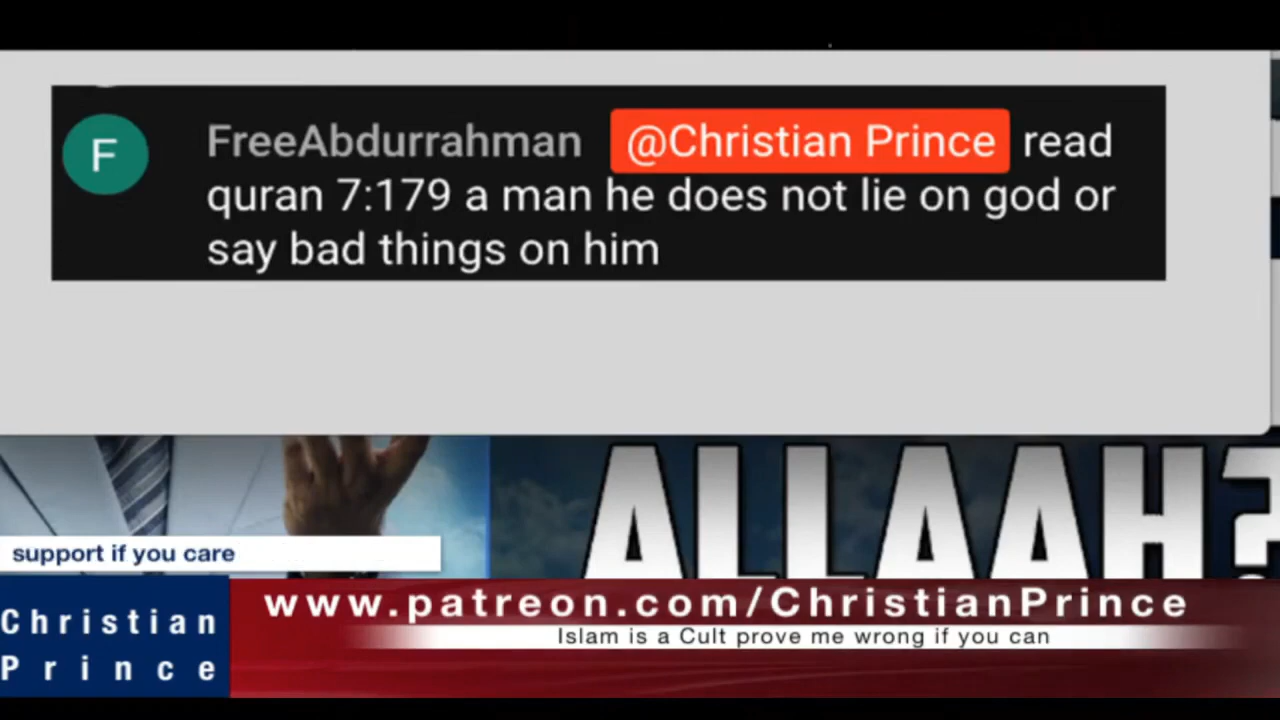 F
FreeAbdurrahman @Christian Prince read
quran 7:179 a man he does not lie on god or
say bad things on him
ALLAAH?
support if you care
www.patreon.com/ChristianPrince
Islam is a Cult prove me wrong if you can
Christian
Prince